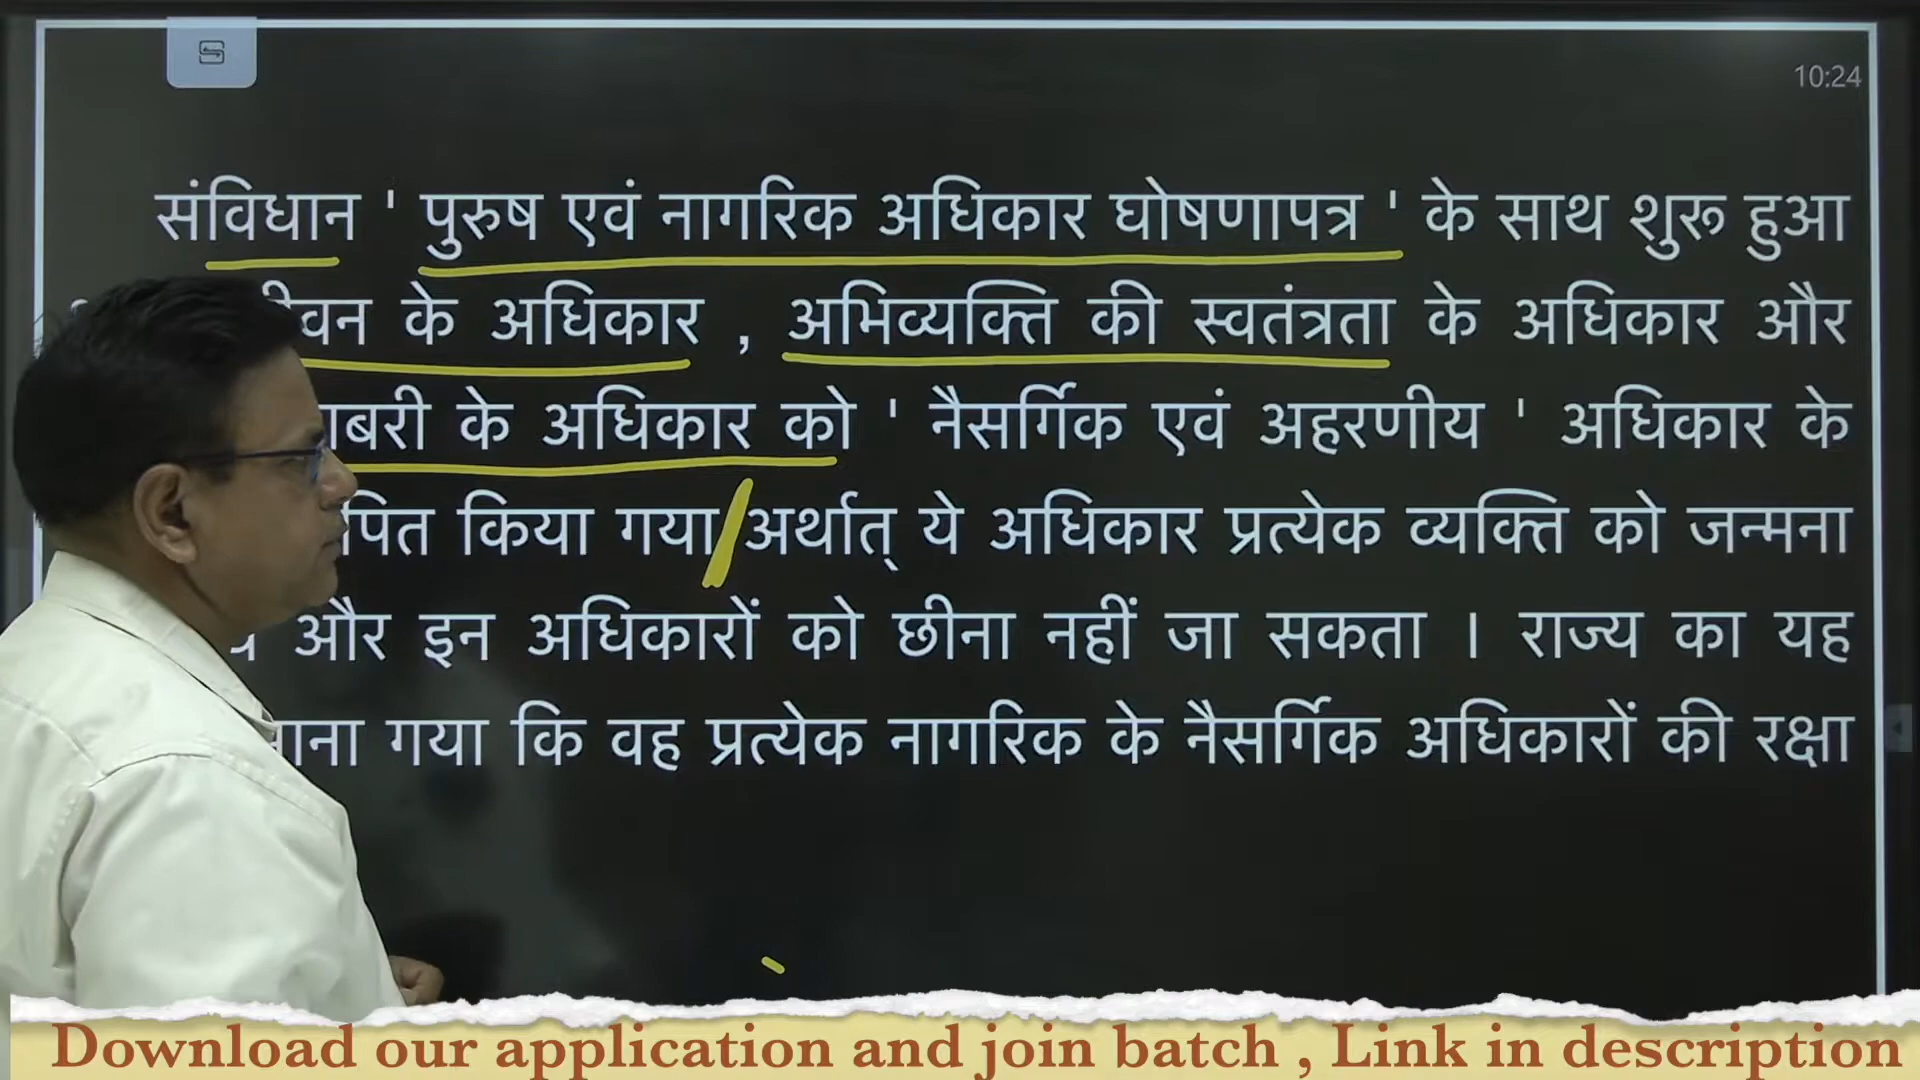 10:24
संविधान ' पुरुष एवं नागरिक अधिकार घोषणापत्र ' के साथ शुरू हुआ
के अधिकार , अभिव्यक्ति की स्वतंत्रता के अधिकार और
के अधिकार को ' नैसर्गिक एवं अहरणीय ' अधिकार के
किया गया अर्थात् ये अधिकार प्रत्येक व्यक्ति को जन्मना
और इन अधिकारों को छीना नहीं जा सकता । राज्य का यह
गया कि वह प्रत्येक नागरिक के नैसर्गिक अधिकारों की रक्षा
Download our application and join batch , Link in description